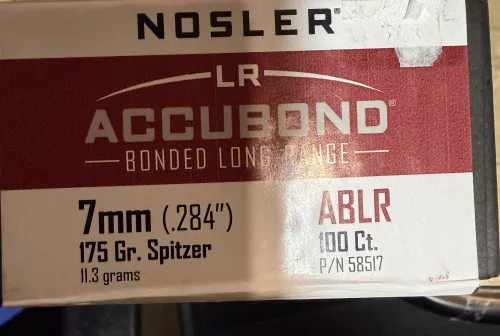 NOSLER®
LR
ACCUBOND®
BONDED LONG RANGE
7mm (.284")
175 Gr. Spitzer
11.3 grams
ABLR
100 Ct.
P/N 58517